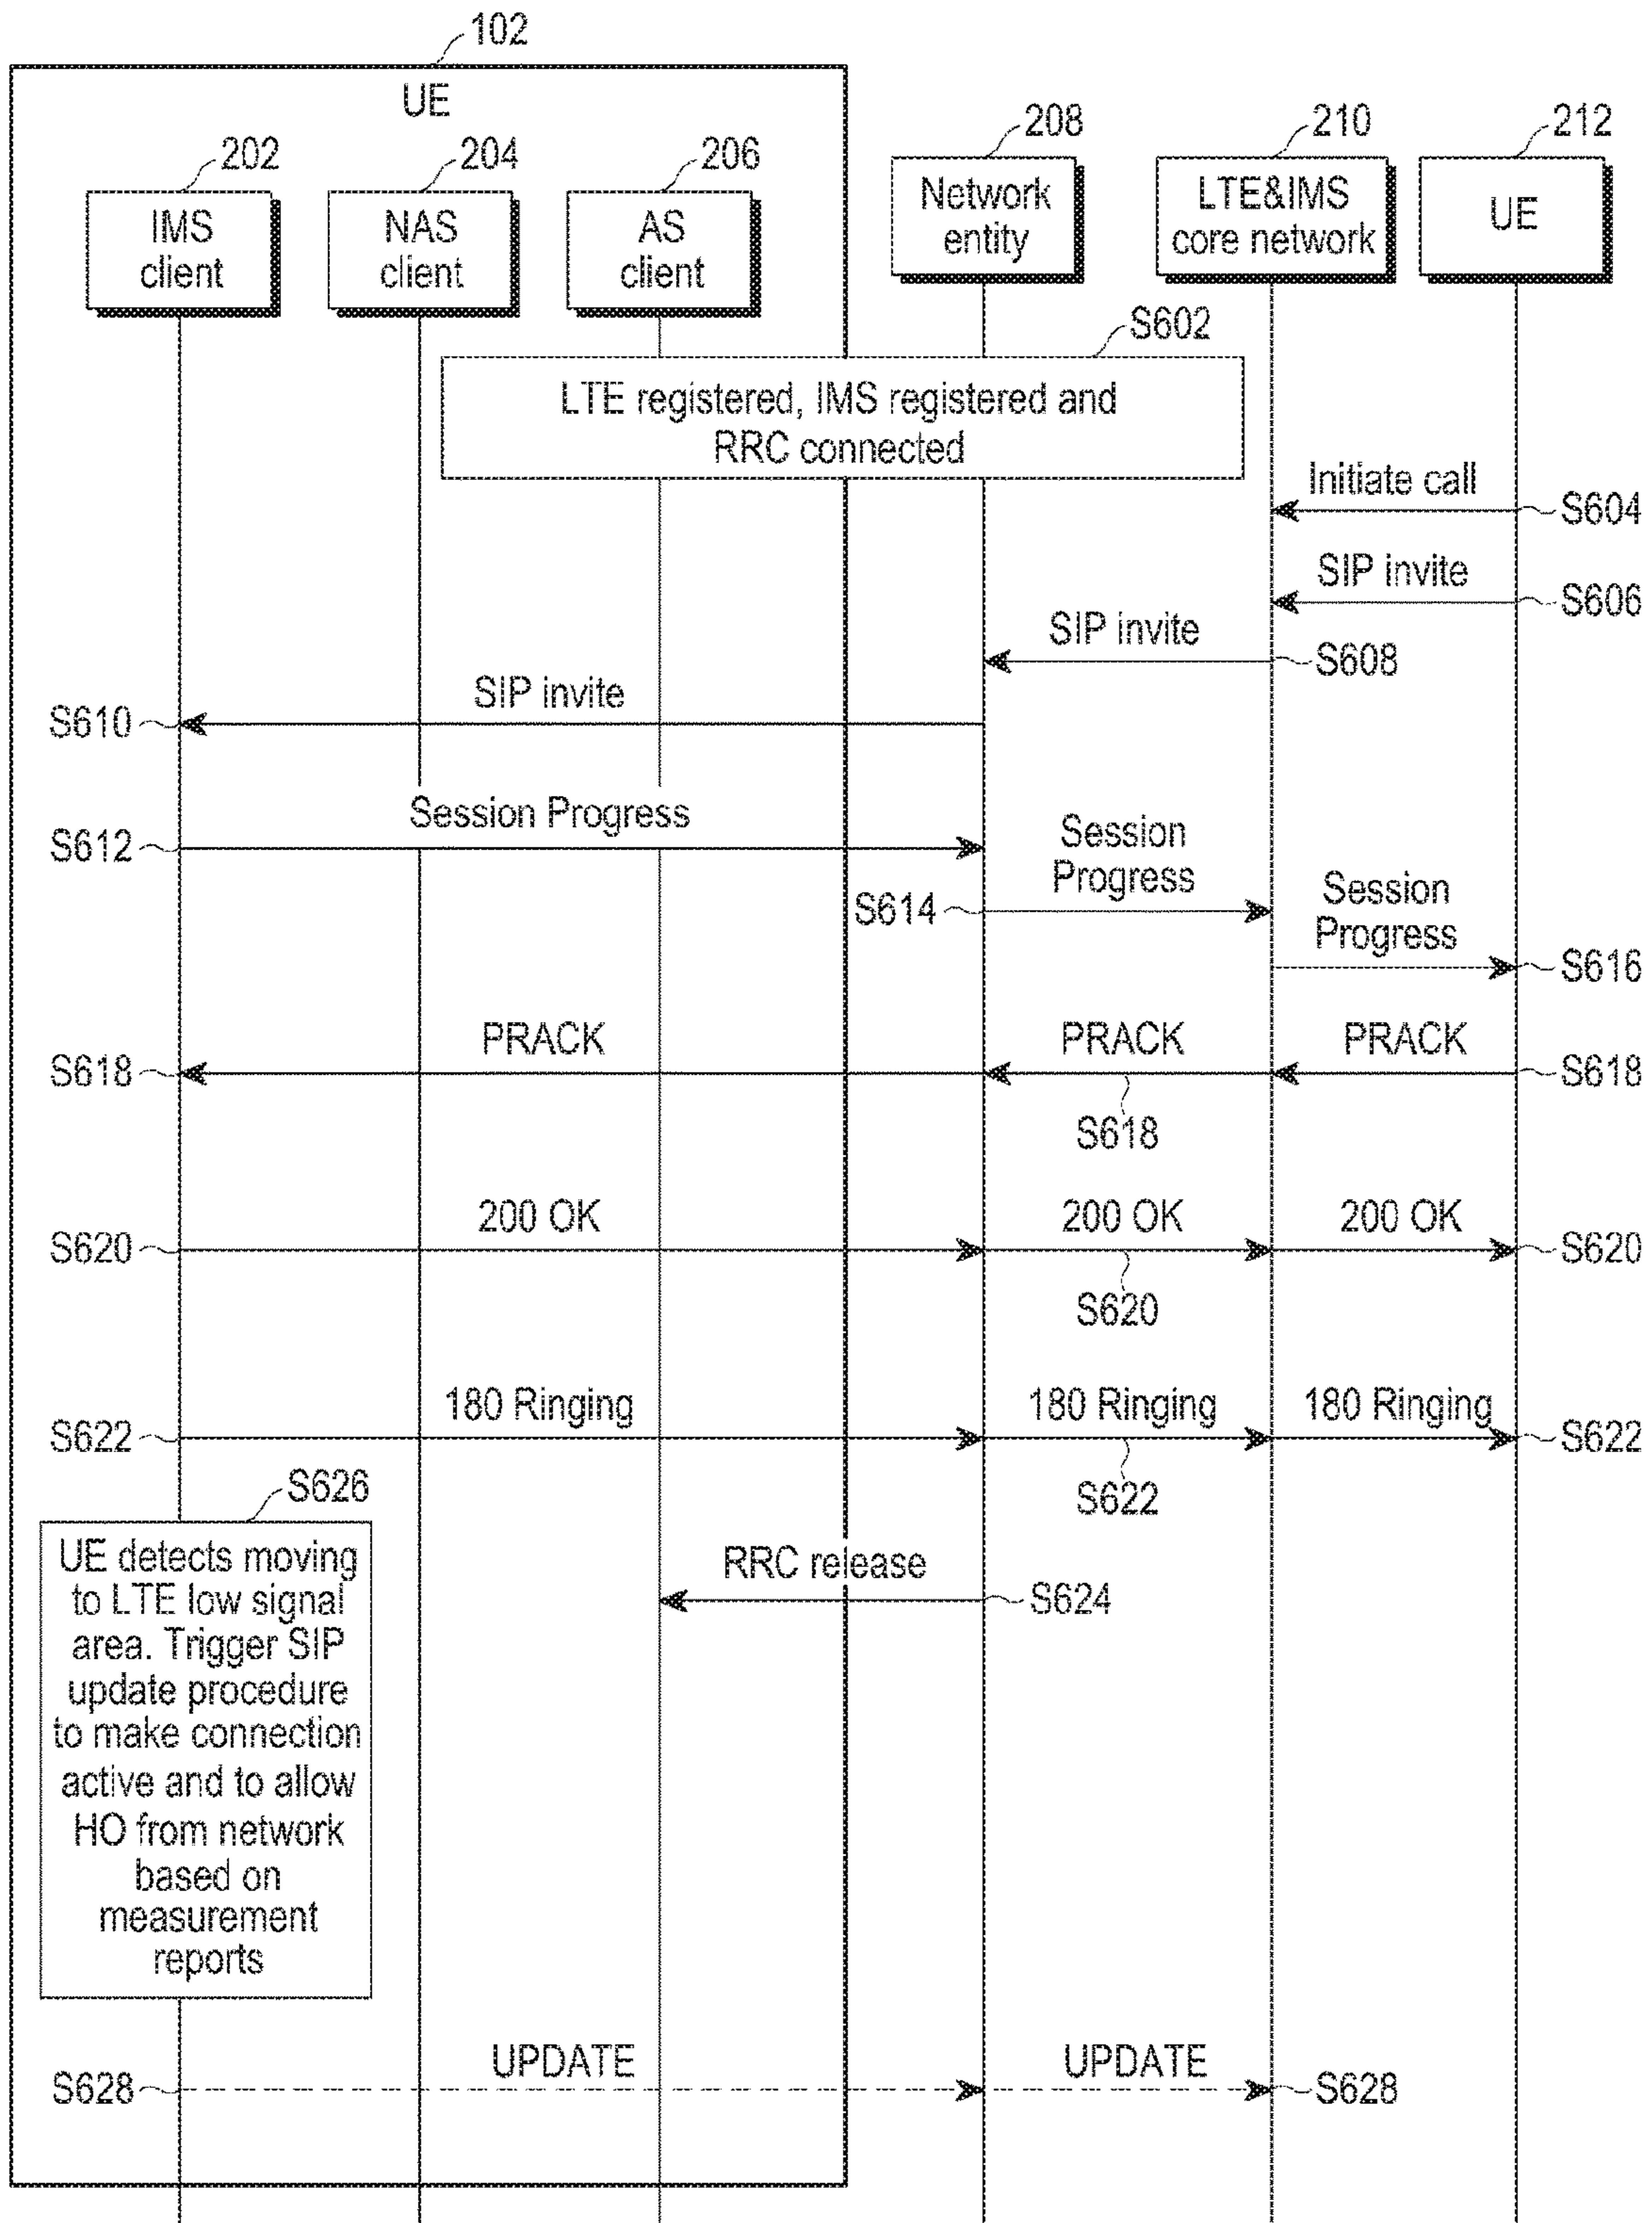 102
UE
202
204
206
208
210
212
IMS
client
NAS
client
AS
client
Network
entity
LTE&IMS
core network
UE
S602
LTE registered, IMS registered and
RRC connected
Initiate call
S604
SIP invite
S606
SIP invite
S608
SIP invite
S610
Session Progress
S612
Session
Progress
S614
Session
Progress
S616
PRACK
PRACK
PRACK
S618
S618
S618
200 OK
200 OK
200 OK
S620
S620
S620
180 Ringing
180 Ringing
180 Ringing
S622
S622
S622
S626
UE detects moving
to LTE low signal
area. Trigger SIP
update procedure
to make connection
active and to allow
HO from network
based on
measurement
reports
RRC release
S624
UPDATE
UPDATE
S628
S628